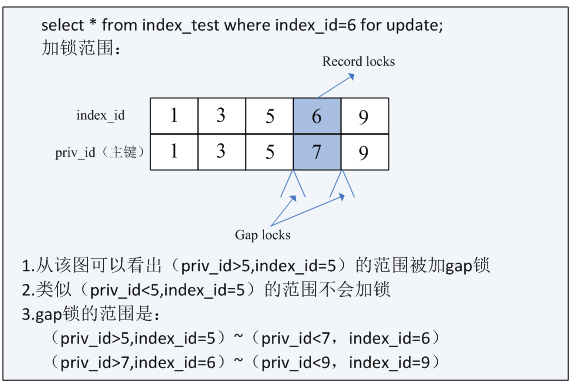 select * from index_test where index_id=6 for update;
加锁范围：
Record locks
index_id 1 3 5 6 9
priv_id（主键） 1 3 5 7 9
Gap locks
1.从该图可以看出（priv_id>5,index_id=5）的范围被加gap锁
2.类似（priv_id<5,index_id=5）的范围不会加锁
3.gap锁的范围是：
（priv_id>5,index_id=5）~（priv_id<7，index_id=6）
（priv_id>7,index_id=6）~（priv_id<9，index_id=9）